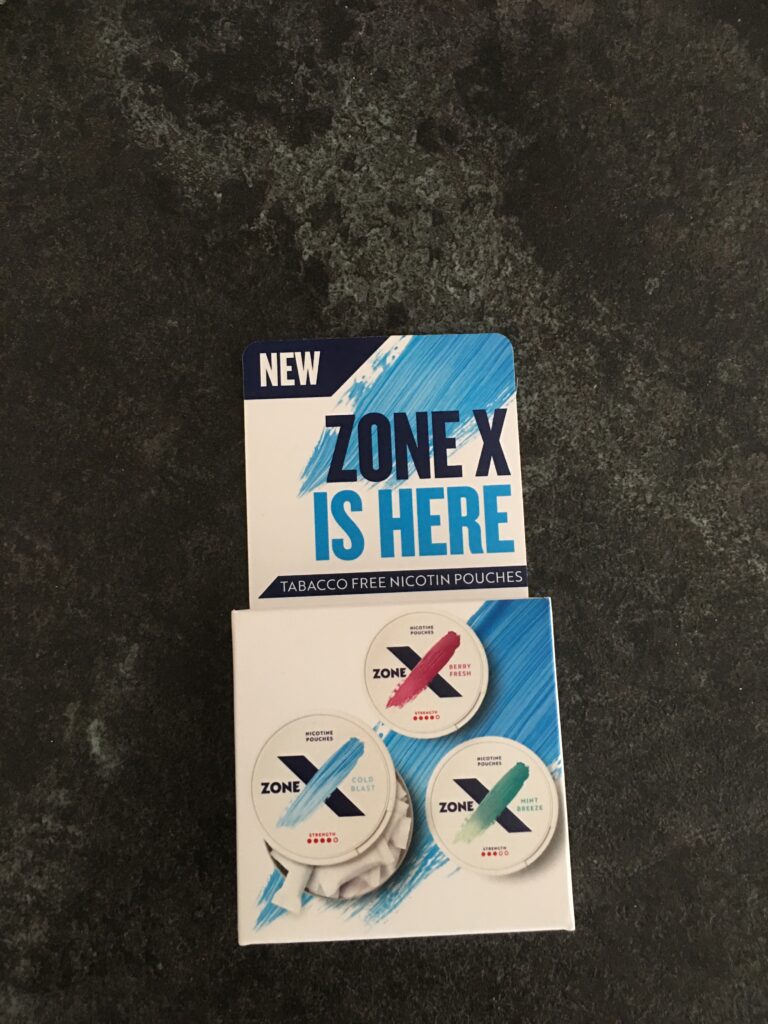 NEW
ZONE X
IS HERE
TABACCO FREE NICOTIN POUCHES
NICOTINE
POUCHES
ZONE X
BERRY
FRESH
STRENGTH
NICOTINE
POUCHES
ZONE X
COLD
BLAST
STRENGTH
NICOTINE
POUCHES
ZONE X
MINT
BREEZE
STRENGTH